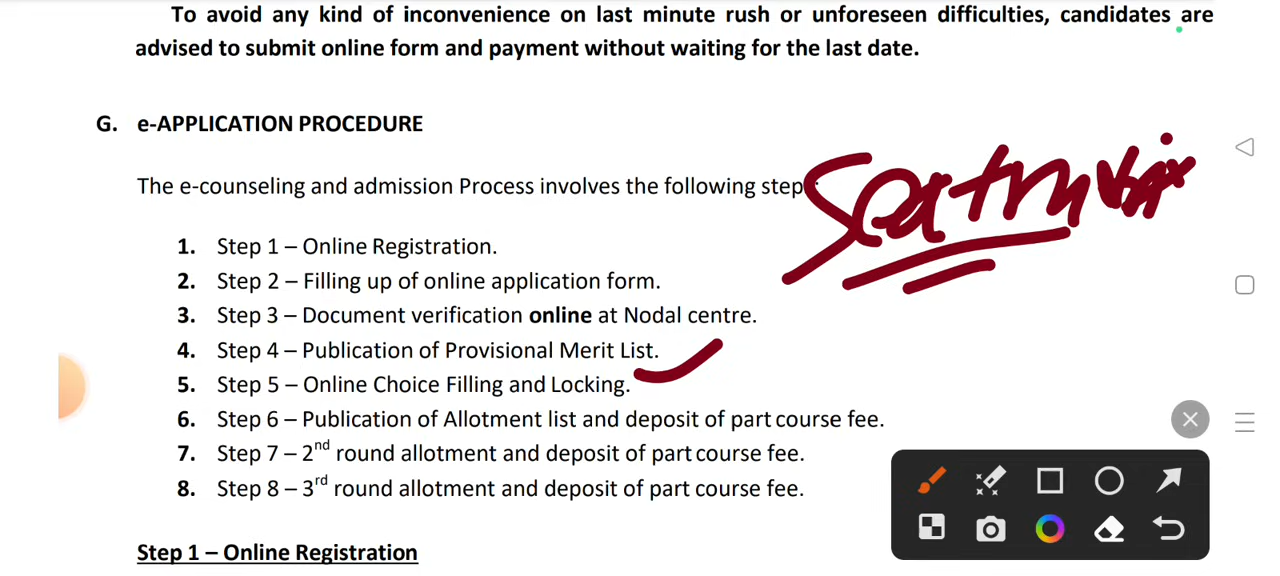 To avoid any kind of inconvenience on last minute rush or unforeseen difficulties, candidates are
advised to submit online form and payment without waiting for the last date.
G. e-APPLICATION PROCEDURE
The e-counseling and admission Process involves the following step
1. Step 1 – Online Registration.
2. Step 2 – Filling up of online application form.
3. Step 3 – Document verification online at Nodal centre.
4. Step 4 – Publication of Provisional Merit List.
5. Step 5 – Online Choice Filling and Locking.
6. Step 6 – Publication of Allotment list and deposit of part course fee.
7. Step 7 – 2nd round allotment and deposit of part course fee.
8. Step 8 – 3rd round allotment and deposit of part course fee.
Step 1 – Online Registration